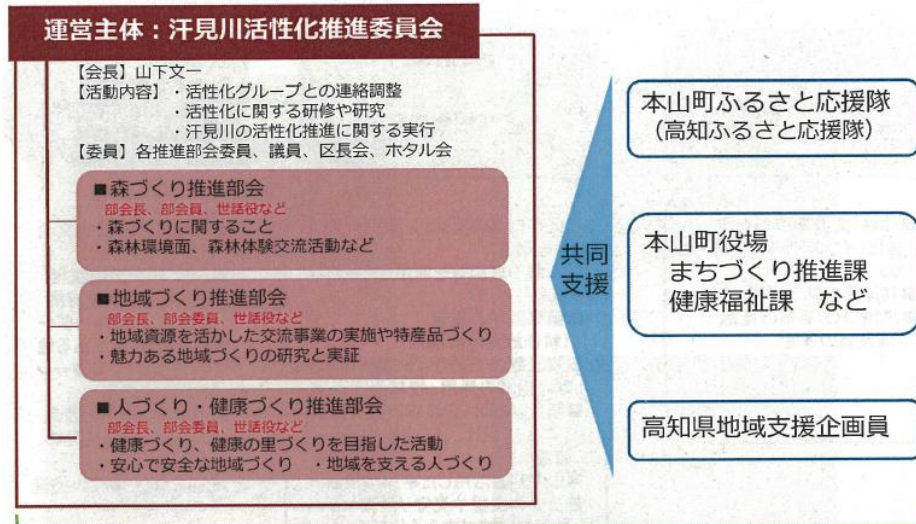 運営主体：汗見川活性化推進委員会
【会長】山下文一
【活動内容】・活性化グループとの連絡調整
・活性化に関する研修や研究
・汗見川の活性化推進に関する実行
【委員】各推進部会委員、議員、区長会、ホタル会
■森づくり推進部会
部会長、部会員、世話役など
・森づくりに関すること
・森林環境面、森林体験交流活動など
■地域づくり推進部会
部会長、部会委員、世話役など
・地域資源を活かした交流事業の実施や特産品づくり
・魅力ある地域づくりの研究と実証
■人づくり・健康づくり推進部会
部会長、部会委員、世話役など
・健康づくり、健康の里づくりを目指した活動
・安心で安全な地域づくり　・地域を支える人づくり
共同
支援
本山町ふるさと応援隊
（高知ふるさと応援隊）
本山町役場
まちづくり推進課
健康福祉課　など
高知県地域支援企画員